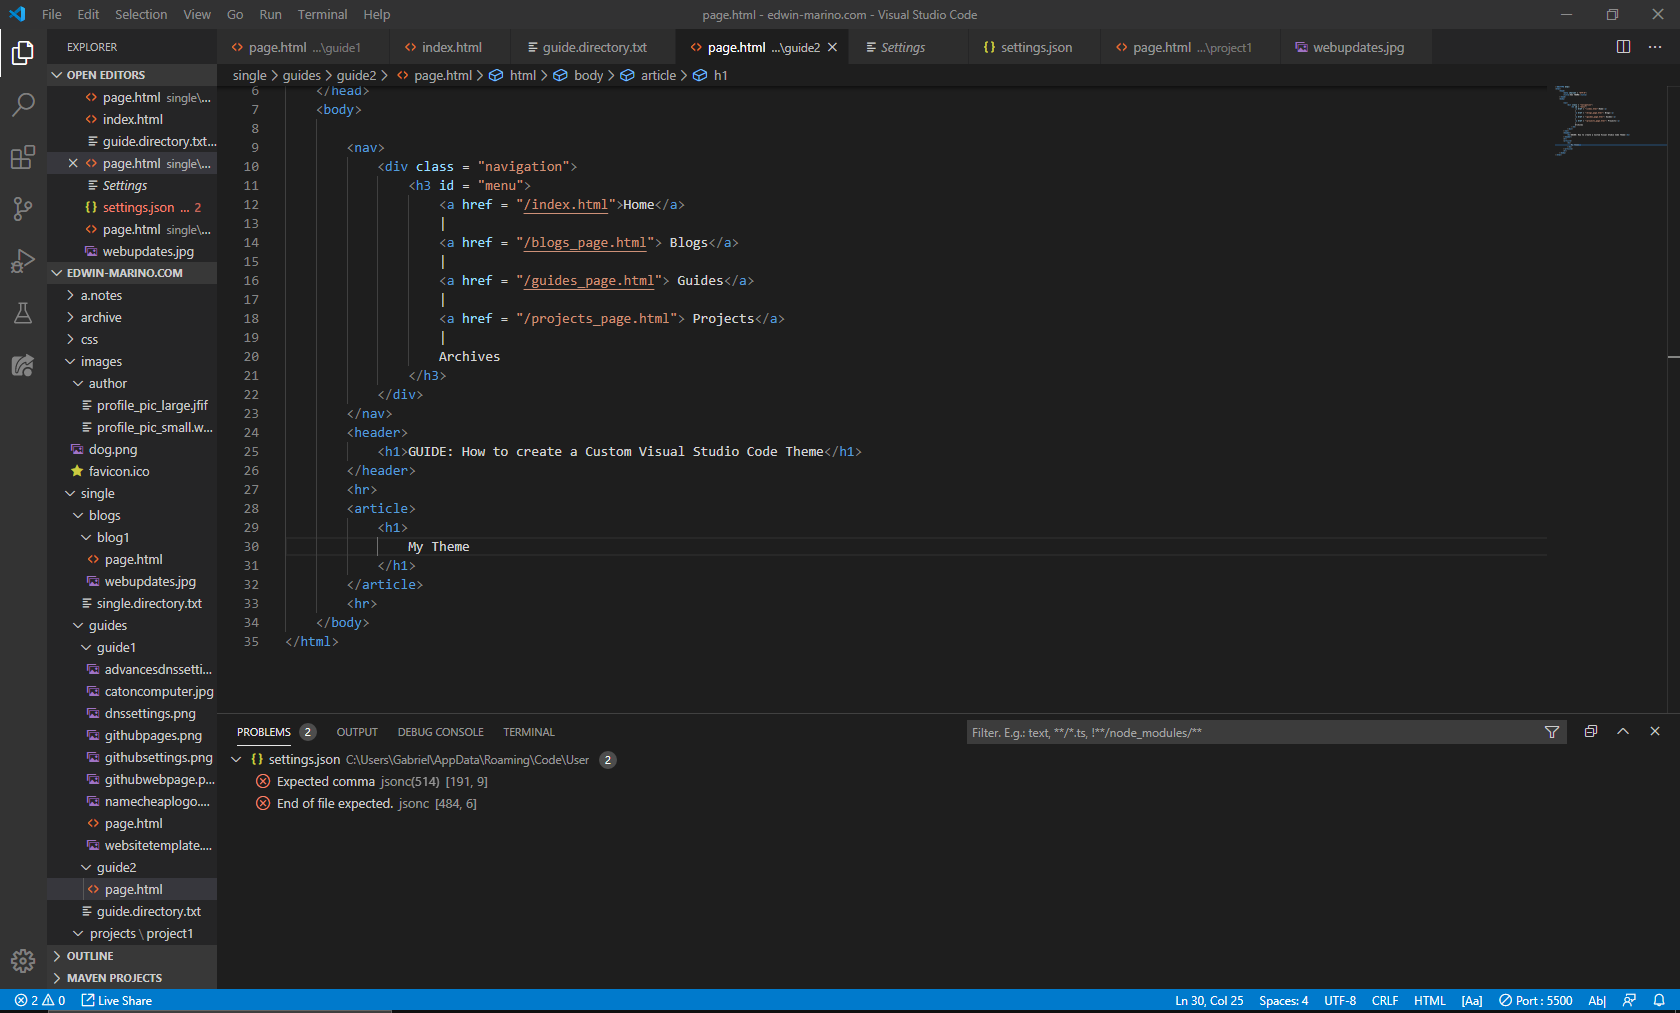 File Edit Selection View Go Run Terminal Help page.html - edwin-marino.com - Visual Studio Code
EXPLORER
page.html ...\guide1 index.html guide.directory.txt page.html ...\guide2 Settings settings.json page.html ...\project1 webupdates.jpg
OPEN EDITORS
page.html single\...
index.html
guide.directory.txt...
page.html single\...
Settings
settings.json ... 2
page.html single\...
webupdates.jpg
EDWIN-MARINO.COM
a.notes
archive
css
images
author
profile_pic_large.jfif
profile_pic_small.w...
dog.png
favicon.ico
single
blogs
blog1
page.html
webupdates.jpg
single.directory.txt
guides
guide1
advancesdnssetti...
catoncomputer.jpg
dnssettings.png
githubpages.png
githubsettings.png
githubwebpage.p...
namecheaplogo....
page.html
websitetemplate....
guide2
page.html
guide.directory.txt
projects \ project1
OUTLINE
MAVEN PROJECTS
single > guides > guide2 > page.html > html > body > article > h1
6 </head>
7 <body>
8
9 <nav>
10 <div class = "navigation">
11 <h3 id = "menu">
12 <a href = "/index.html">Home</a>
13 |
14 <a href = "/blogs_page.html"> Blogs</a>
15 |
16 <a href = "/guides_page.html"> Guides</a>
17 |
18 <a href = "/projects_page.html"> Projects</a>
19 |
20 Archives
21 </h3>
22 </div>
23 </nav>
24 <header>
25 <h1>GUIDE: How to create a Custom Visual Studio Code Theme</h1>
26 </header>
27 <hr>
28 <article>
29 <h1>
30 My Theme
31 </h1>
32 </article>
33 <hr>
34 </body>
35 </html>
PROBLEMS 2 OUTPUT DEBUG CONSOLE TERMINAL Filter. E.g.: text, **/*.ts, !**/node_modules/**
{} settings.json C:\Users\Gabriel\AppData\Roaming\Code\User 2
Expected comma jsonc(514) [191, 9]
End of file expected. jsonc [484, 6]
2 0 Live Share Ln 30, Col 25 Spaces: 4 UTF-8 CRLF HTML [Aa] Port : 5500 Ab|